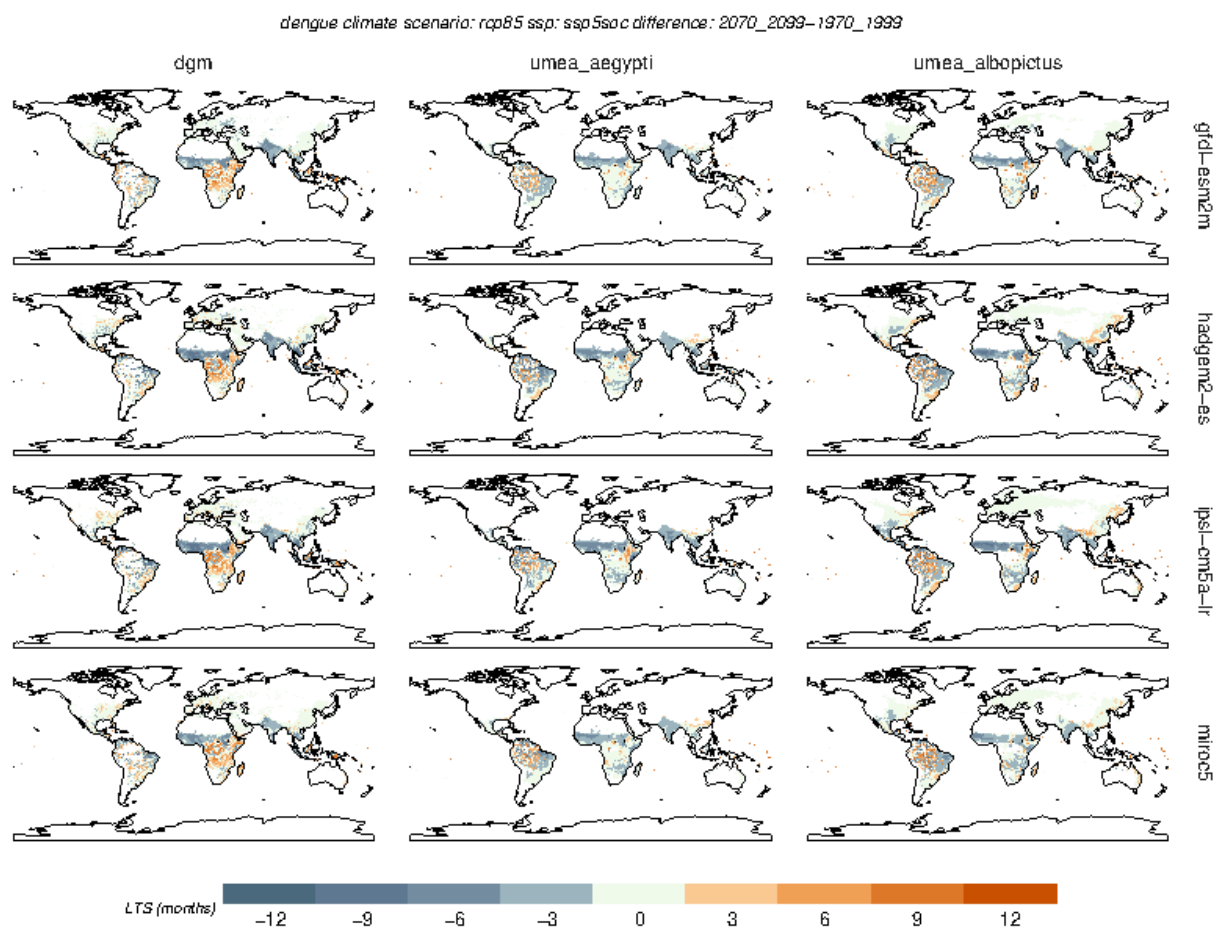 dengue climate scenario: rcp85 ssp: ssp5soc difference: 2070_2099-1970_1999
dgm umea_aegypti umea_albopictus
gfdl-esm2m
hadgem2-es
ipsl-cm5a-lr
miroc5
LTS (months)
-12 -9 -6 -3 0 3 6 9 12